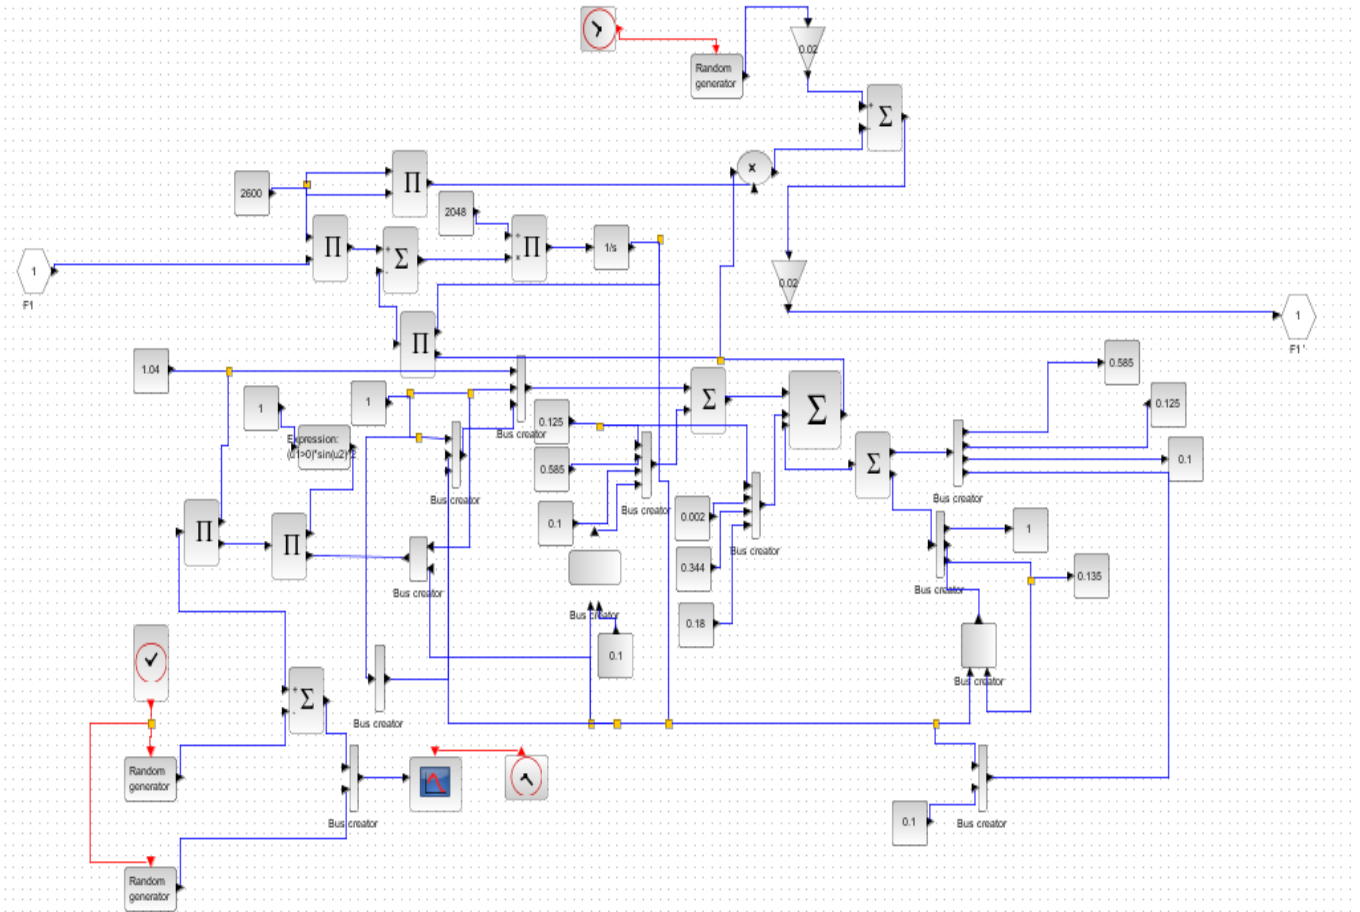 0.02
Random
generator
+
Σ
-
x
Π
2600
2048
Π
+
Σ
-
÷
Π
x
1/s
1
F1
0.02
1
F1'
Π
1.04
1
1
Expression:
(u1>0)*sin(u2)^2
Bus creator
Σ
Σ
0.585
0.125
0.125
Σ
0.1
0.585
Bus creator
Bus creator
Bus creator
0.1
0.002
Bus creator
1
Π
Π
0.344
0.135
Bus creator
Bus creator
Bus creator
0.18
0.1
Bus creator
+
Σ
-
Bus creator
Random
generator
Bus creator
0.1
Bus creator
Random
generator